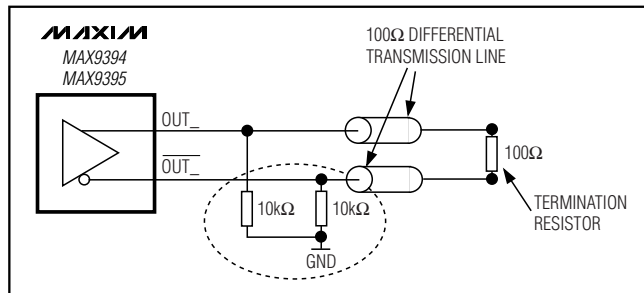 MAXIM
MAX9394
MAX9395
100Ω DIFFERENTIAL
TRANSMISSION LINE
OUT_
OUT_
10kΩ
10kΩ
GND
100Ω
TERMINATION
RESISTOR